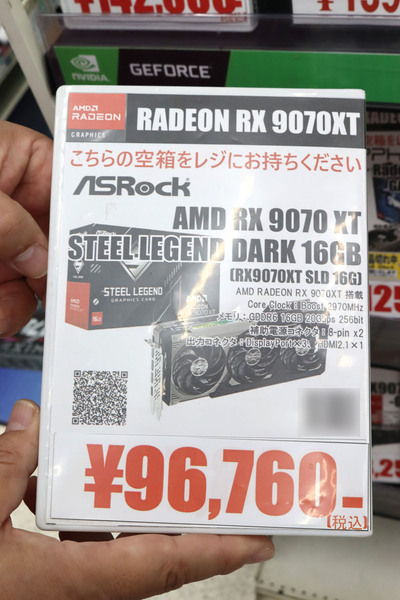 NVIDIA
GEFORCE
AMD
RADEON
GRAPHICS
RADEON RX 9070XT
こちらの空箱をレジにお持ちください
ASRock
AMD RX 9070 XT
STEEL LEGEND DARK 16GB
(RX9070XT SLD 16G)
AMD RADEON RX 9070XT 搭載
Core Clock : Boost 2970MHz
メモリ：GDDR6 16GB 20Gbps 256bit
補助電源コネクタ：8-pin x2
出力コネクタ：DisplayPort×3, HDMI2.1×1
STEEL LEGEND
GRAPHICS CARD
¥96,760-
【税込】